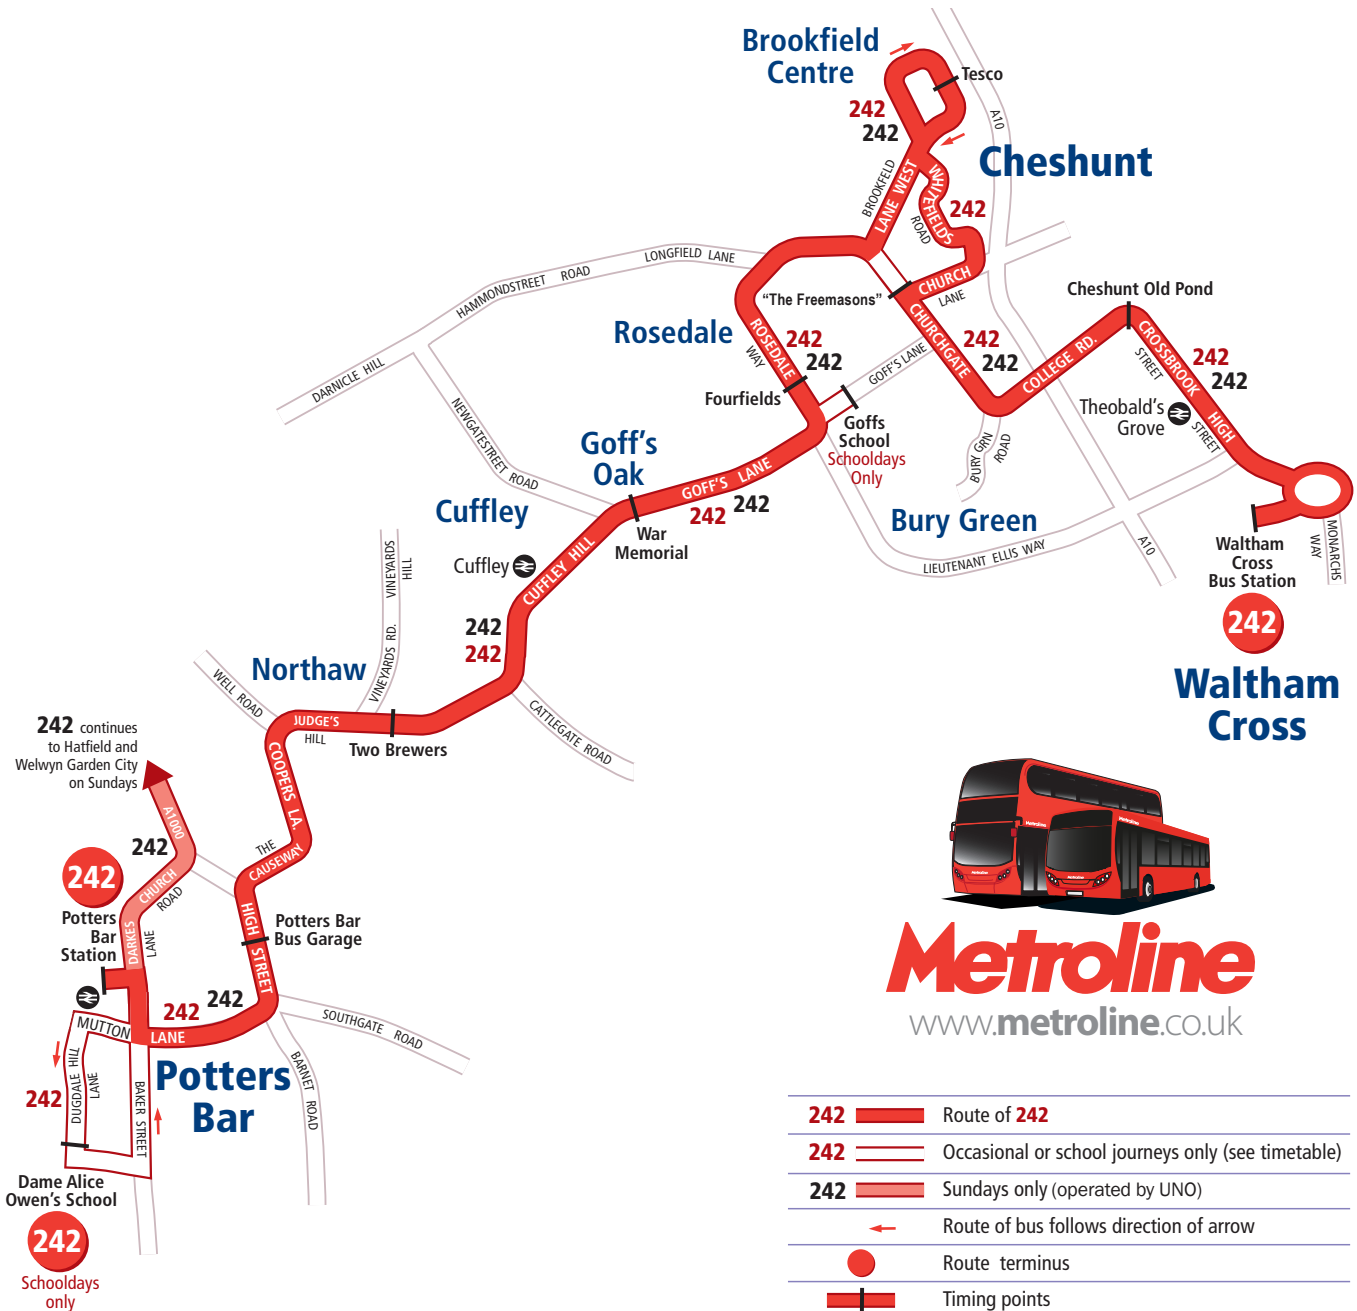 Brookfield
Centre
Tesco
242
242
A10
Cheshunt
BROOKFELD
LANE WEST
WHITEFIELDS
ROAD
242
LONGFIELD LANE
HAMMONDSTREET ROAD
"The Freemasons"
CHURCH
LANE
Cheshunt Old Pond
Rosedale
ROSEDALE
WAY
242
242
CHURCHGATE
242
242
COLLEGE RD.
CROSSBROOK
STREET
242
242
DARNICLE HILL
GOFF'S LANE
Fourfields
Theobald's
Grove
HIGH
STREET
NEWGATESTREET ROAD
Goffs
School
Schooldays
Only
BURY GRN
ROAD
Goff's
Oak
GOFF'S LANE
242
242
Cuffley
War
Memorial
Bury Green
LIEUTENANT ELLIS WAY
A10
Waltham
Cross
Bus Station
MONARCHS
WAY
Cuffley
CUFFLEY HILL
VINEYARDS
HILL
242
242
242
Waltham
Cross
VINEYARDS RD.
Northaw
WELL ROAD
JUDGE'S
HILL
Two Brewers
CATTLEGATE ROAD
242 continues
to Hatfield and
Welwyn Garden City
on Sundays
COOPERS LA.
A1000
242
THE
CAUSEWAY
242
CHURCH
ROAD
Potters
Bar
Station
DARKES
LANE
HIGH
STREET
Potters Bar
Bus Garage
242
242
MUTTON
LANE
SOUTHGATE ROAD
BARNET ROAD
Potters
Bar
DUGDALE HILL
LANE
242
BAKER STREET
Dame Alice
Owen's School
242
Schooldays
only
Metroline
Metroline
Metroline
Metroline
Metroline
www.metroline.co.uk
242 Route of 242
242 Occasional or school journeys only (see timetable)
242 Sundays only (operated by UNO)
Route of bus follows direction of arrow
Route terminus
Timing points